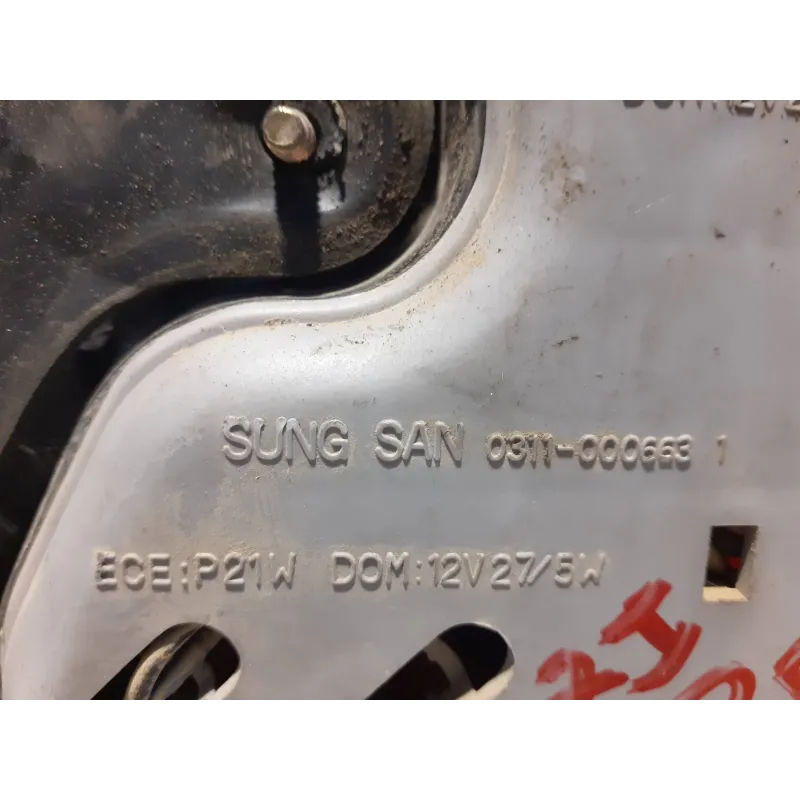 SUNG SAN 0311-000663 1
ECE:P21W DOM:12V27/5W